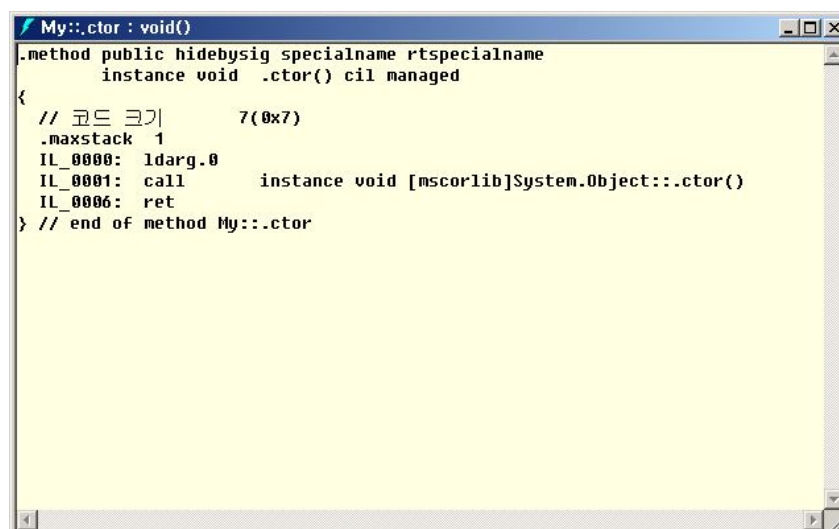 My::.ctor : void()
.method public hidebysig specialname rtspecialname
        instance void  .ctor() cil managed
{
  // 코드 크기       7(0x7)
  .maxstack  1
  IL_0000:  ldarg.0
  IL_0001:  call       instance void [mscorlib]System.Object::.ctor()
  IL_0006:  ret
} // end of method My::.ctor